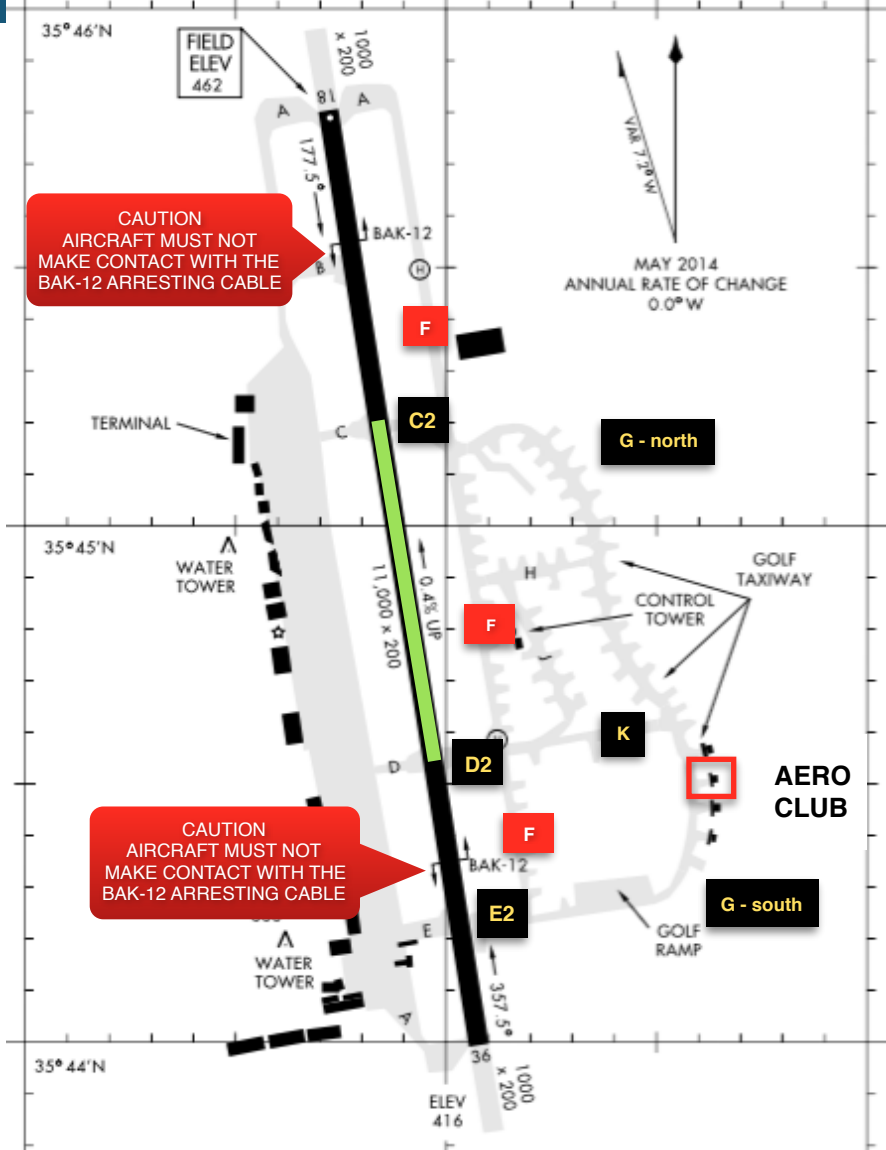 35°46'N
FIELD
ELEV
462
1000
x 200
18
A
A
177.5°
VAR 7.2° W
CAUTION
AIRCRAFT MUST NOT
MAKE CONTACT WITH THE
BAK-12 ARRESTING CABLE
BAK-12
B
H
MAY 2014
ANNUAL RATE OF CHANGE
0.0° W
F
TERMINAL
C
C2
G - north
35°45'N
WATER
TOWER
11,000 x 200
0.4% UP
H
GOLF
TAXIWAY
CONTROL
TOWER
F
J
K
D
D2
H
AERO
CLUB
CAUTION
AIRCRAFT MUST NOT
MAKE CONTACT WITH THE
BAK-12 ARRESTING CABLE
F
BAK-12
E
E2
G - south
WATER
TOWER
GOLF
RAMP
357.5°
A
35°44'N
36
1000
x 200
ELEV
416